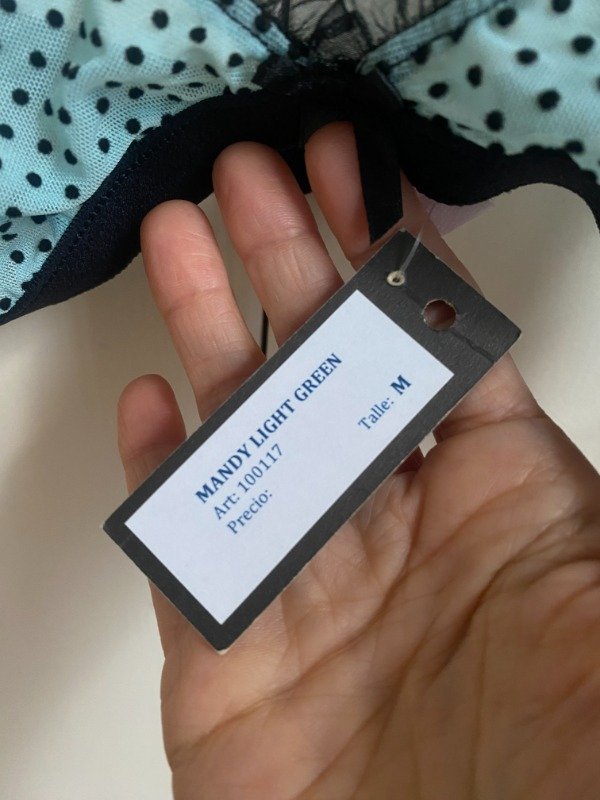 MANDY LIGHT GREEN
Art: 100117
Precio:
Talle: M